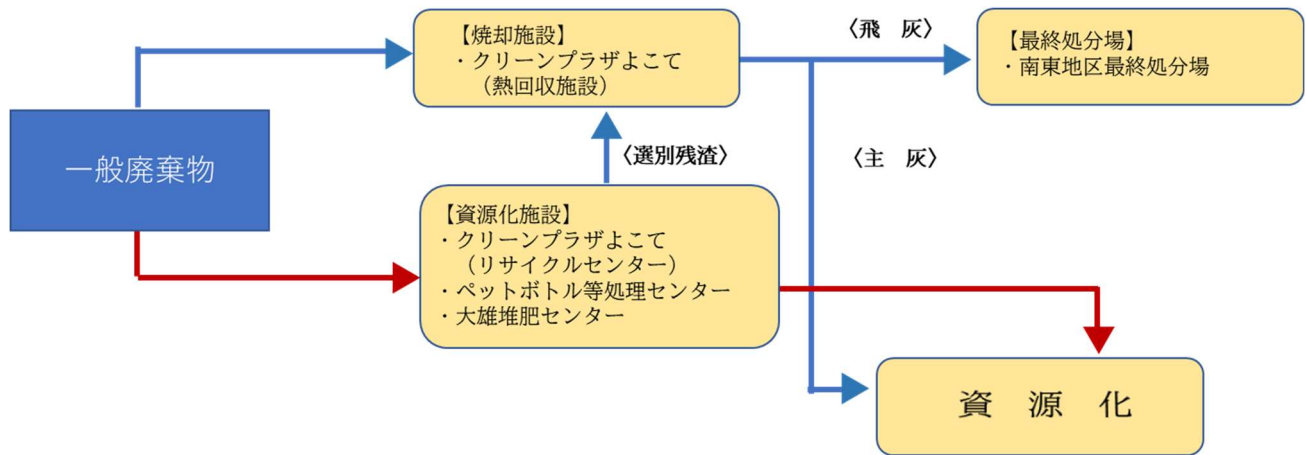 一般廃棄物
【焼却施設】
・クリーンプラザよこて
(熱回収施設)
〈飛　灰〉
【最終処分場】
・南東地区最終処分場
〈選別残渣〉
〈主　灰〉
【資源化施設】
・クリーンプラザよこて
(リサイクルセンター)
・ペットボトル等処理センター
・大雄堆肥センター
資　源　化